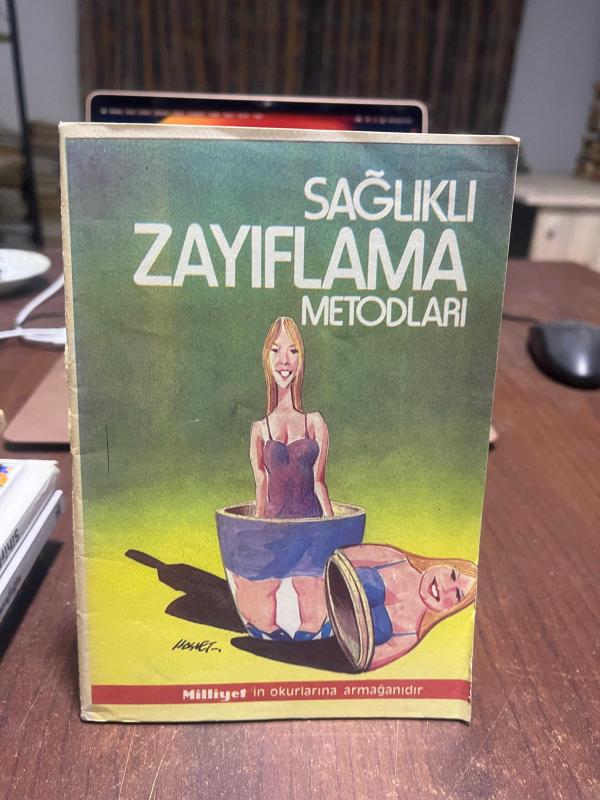 SAĞLIKLI
ZAYIFLAMA
METODLARI
Milliyet'in okurlarına armağanıdır